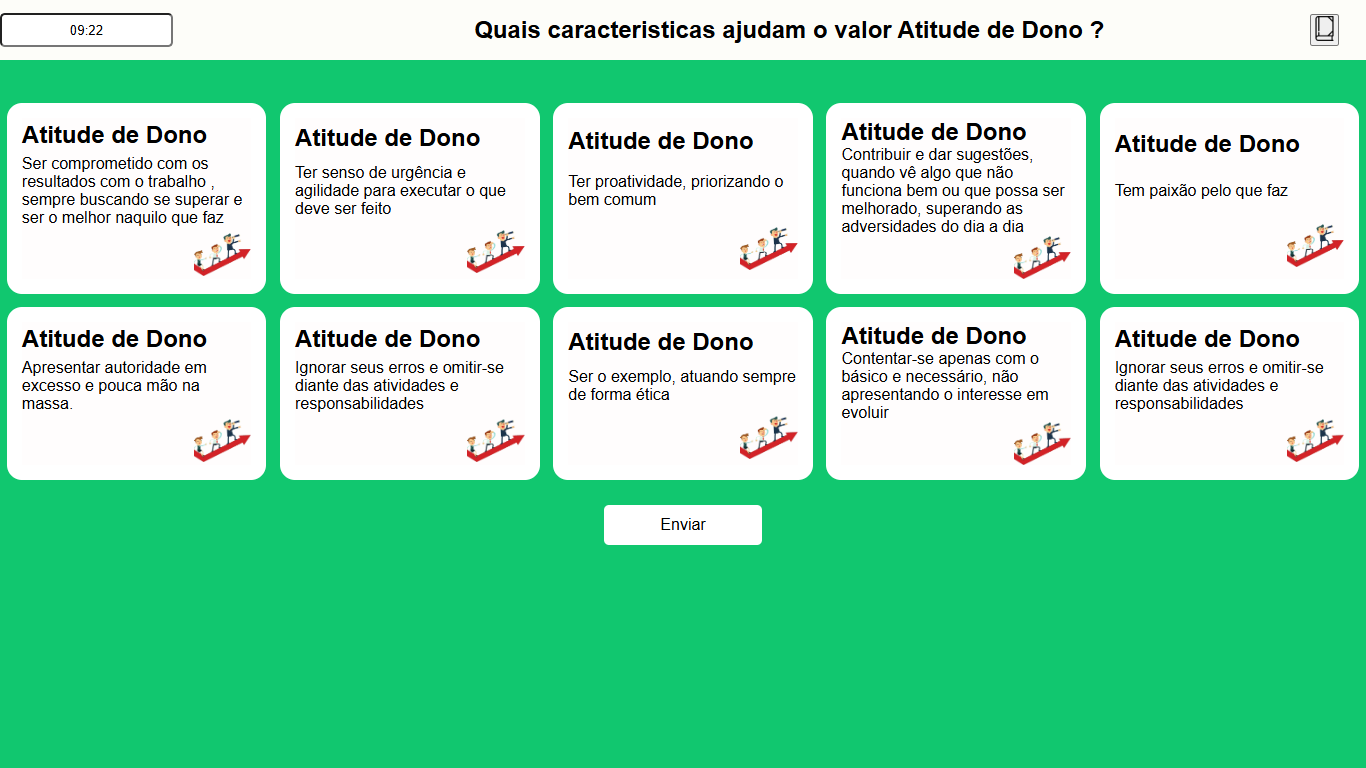 09:22
Quais caracteristicas ajudam o valor Atitude de Dono ?
Atitude de Dono
Ser comprometido com os
resultados com o trabalho ,
sempre buscando se superar e
ser o melhor naquilo que faz
Atitude de Dono
Ter senso de urgência e
agilidade para executar o que
deve ser feito
Atitude de Dono
Ter proatividade, priorizando o
bem comum
Atitude de Dono
Contribuir e dar sugestões,
quando vê algo que não
funciona bem ou que possa ser
melhorado, superando as
adversidades do dia a dia
Atitude de Dono
Tem paixão pelo que faz
Atitude de Dono
Apresentar autoridade em
excesso e pouca mão na
massa.
Atitude de Dono
Ignorar seus erros e omitir-se
diante das atividades e
responsabilidades
Atitude de Dono
Ser o exemplo, atuando sempre
de forma ética
Atitude de Dono
Contentar-se apenas com o
básico e necessário, não
apresentando o interesse em
evoluir
Atitude de Dono
Ignorar seus erros e omitir-se
diante das atividades e
responsabilidades
Enviar